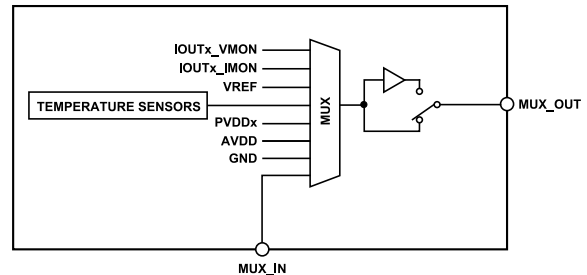 IOUTx_VMON
IOUTx_IMON
VREF
TEMPERATURE SENSORS
PVDDx
AVDD
GND
MUX
MUX_OUT
MUX_IN